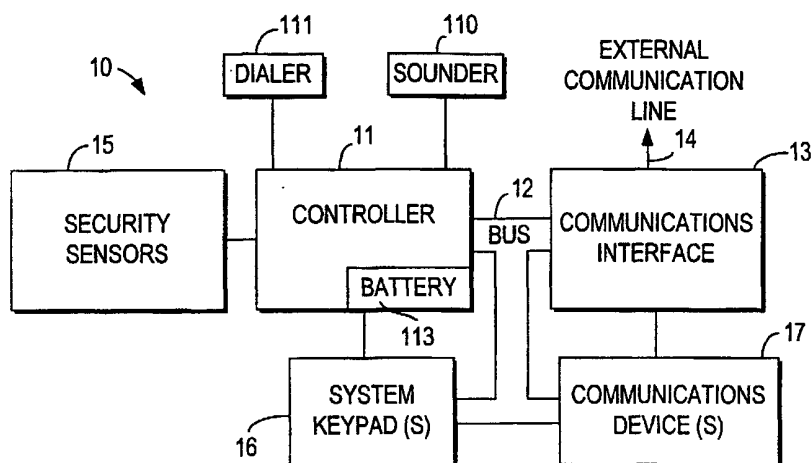 111
110
EXTERNAL
COMMUNICATION
LINE
10
DIALER
SOUNDER
15
11
14
13
SECURITY
SENSORS
CONTROLLER
12
BUS
COMMUNICATIONS
INTERFACE
BATTERY
113
17
SYSTEM
KEYPAD (S)
16
COMMUNICATIONS
DEVICE (S)